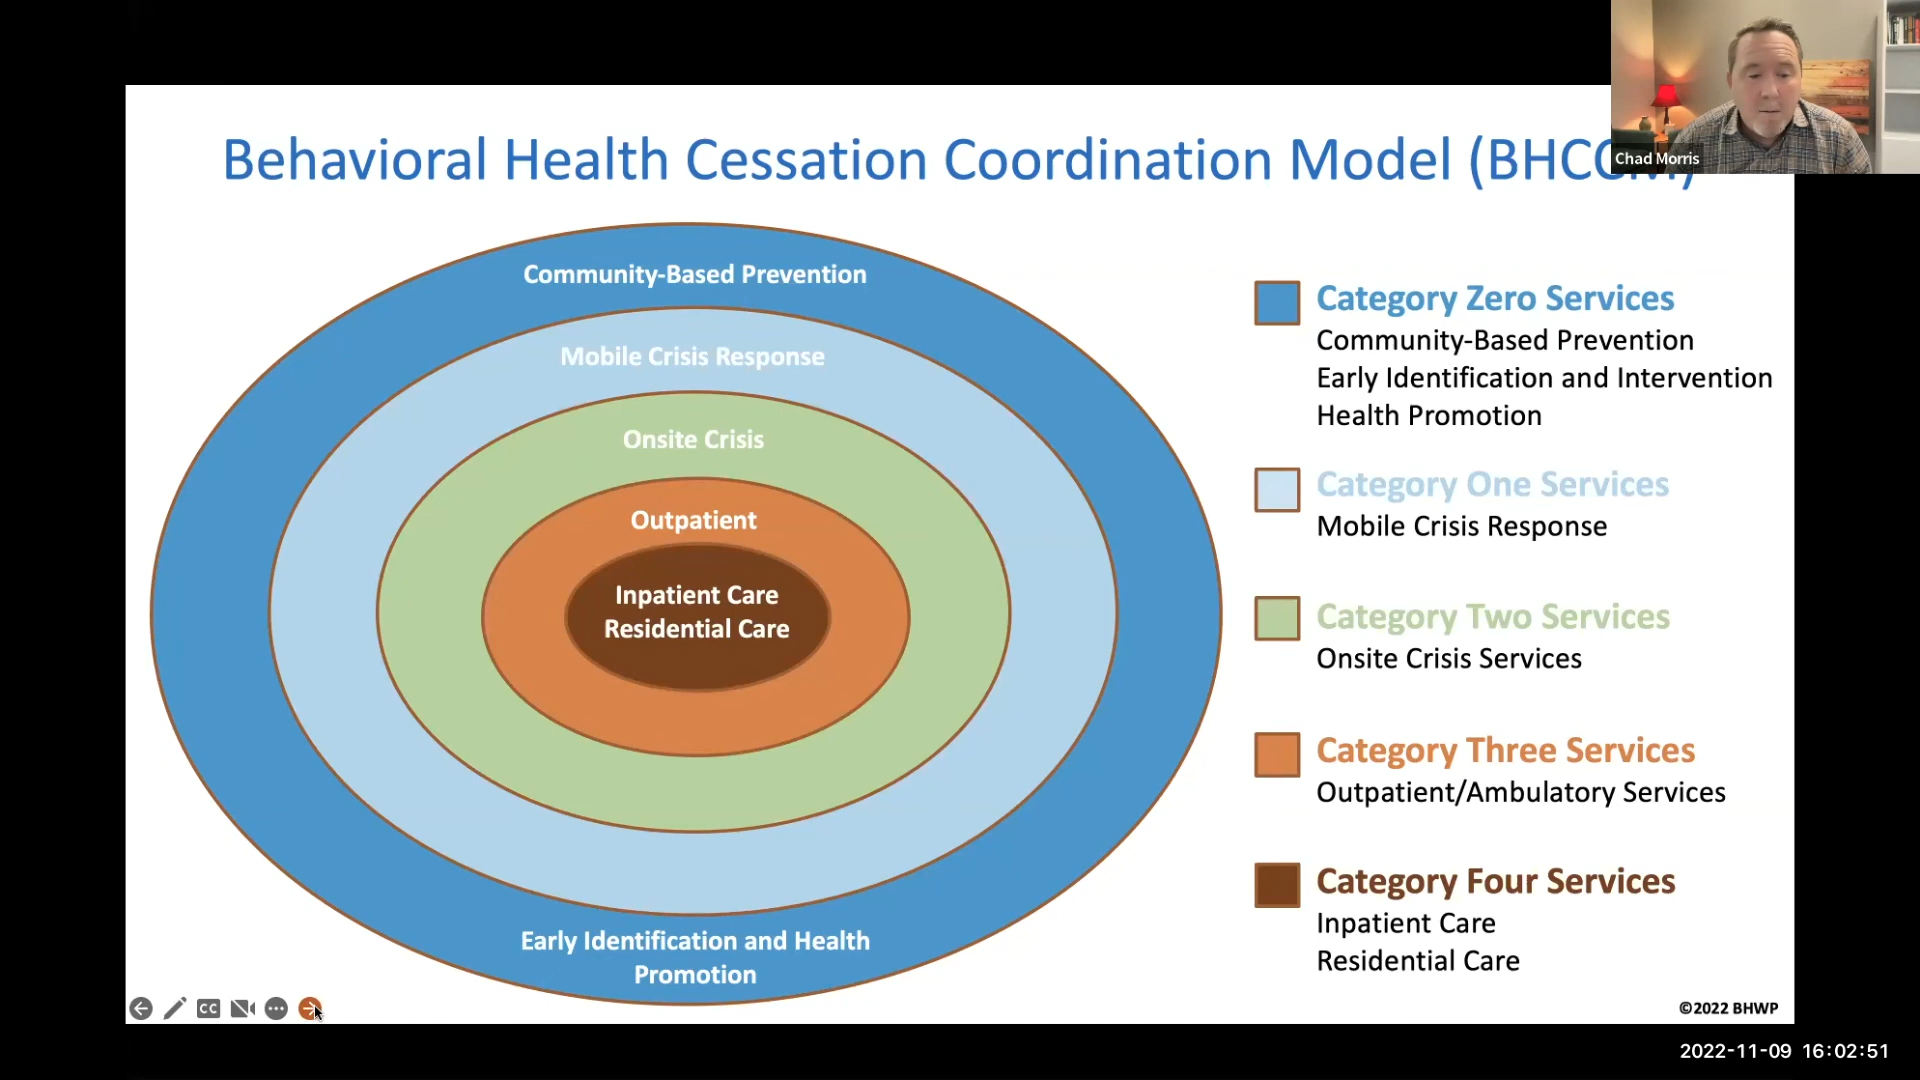 Behavioral Health Cessation Coordination Model (BHCCM)
Chad Morris
Community-Based Prevention
Mobile Crisis Response
Onsite Crisis
Outpatient
Inpatient Care
Residential Care
Early Identification and Health
Promotion
Category Zero Services
Community-Based Prevention
Early Identification and Intervention
Health Promotion
Category One Services
Mobile Crisis Response
Category Two Services
Onsite Crisis Services
Category Three Services
Outpatient/Ambulatory Services
Category Four Services
Inpatient Care
Residential Care
CC
©2022 BHWP
2022-11-09 16:02:51